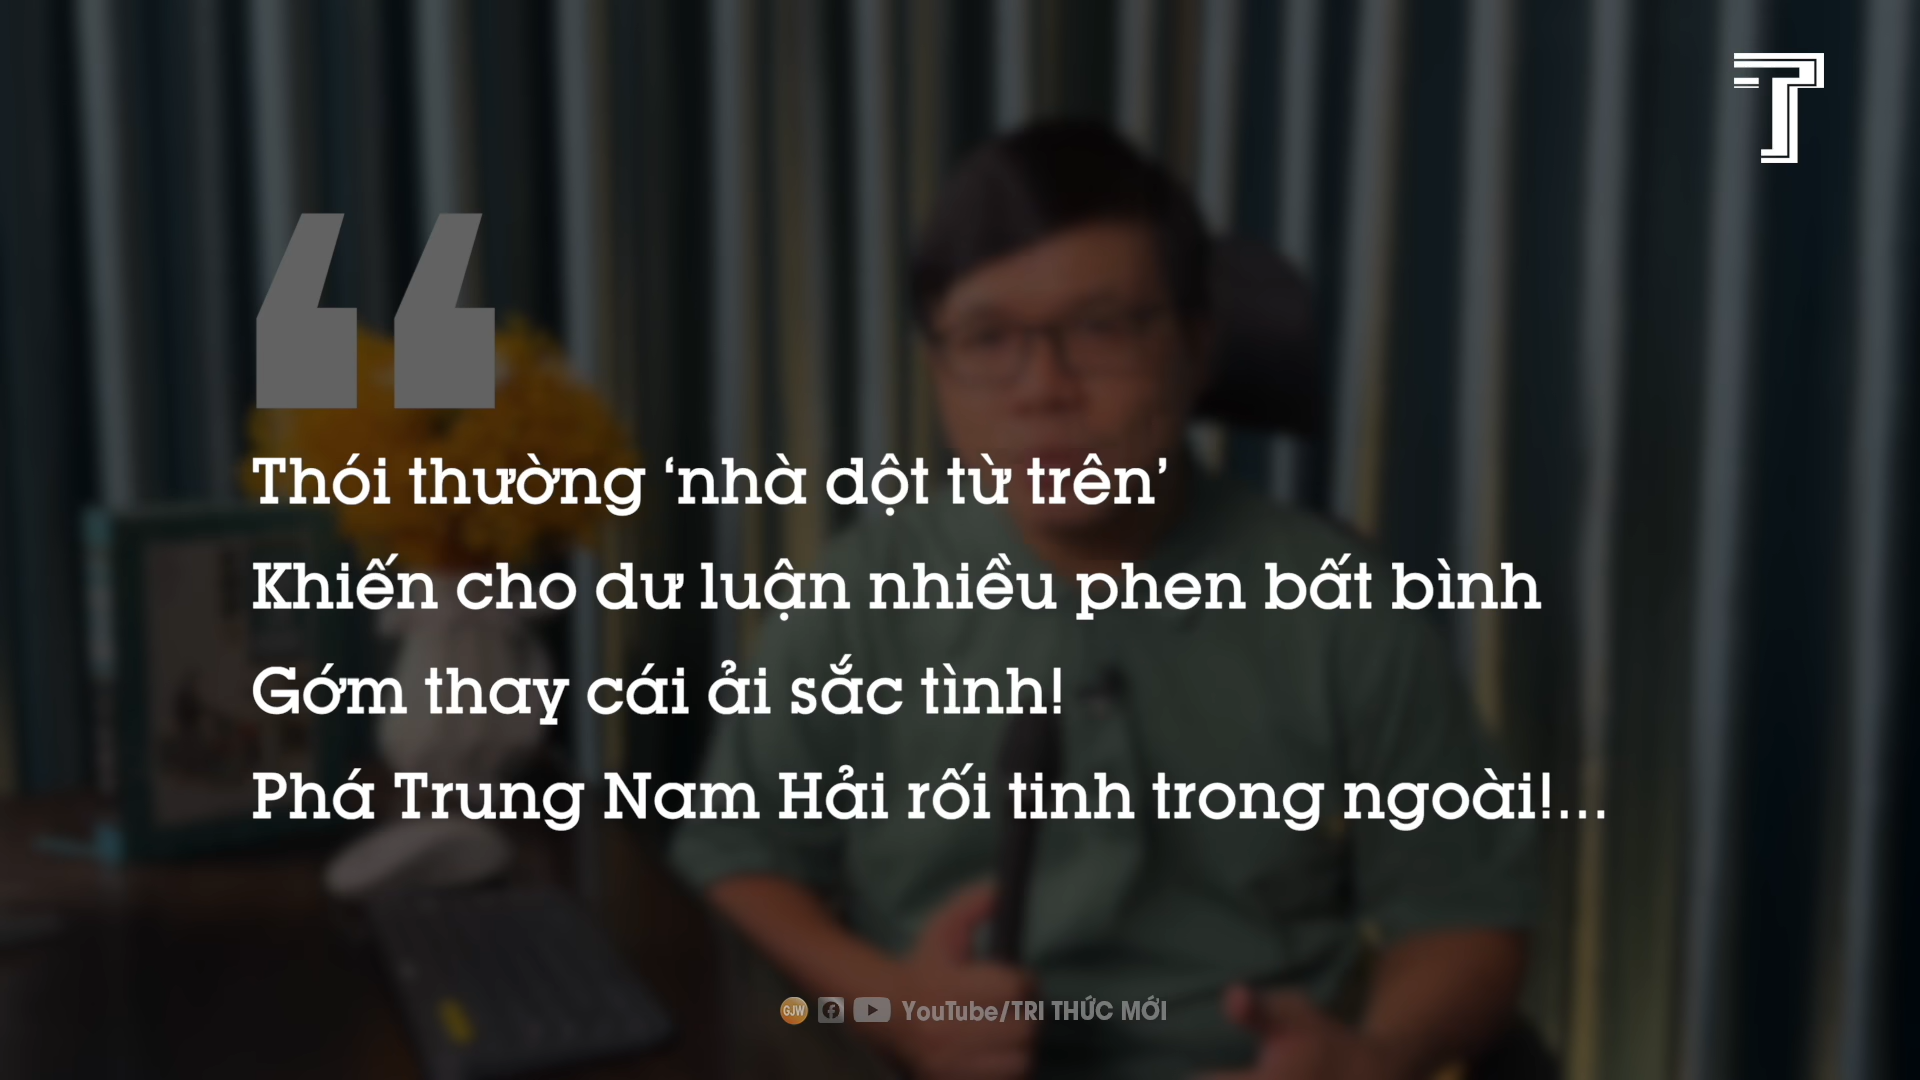 Thói thường ‘nhà dột từ trên’
Khiến cho dư luận nhiều phen bất bình
Gớm thay cái ải sắc tình!
Phá Trung Nam Hải rối tinh trong ngoài!...
GJW YouTube/TRI THỨC MỚI